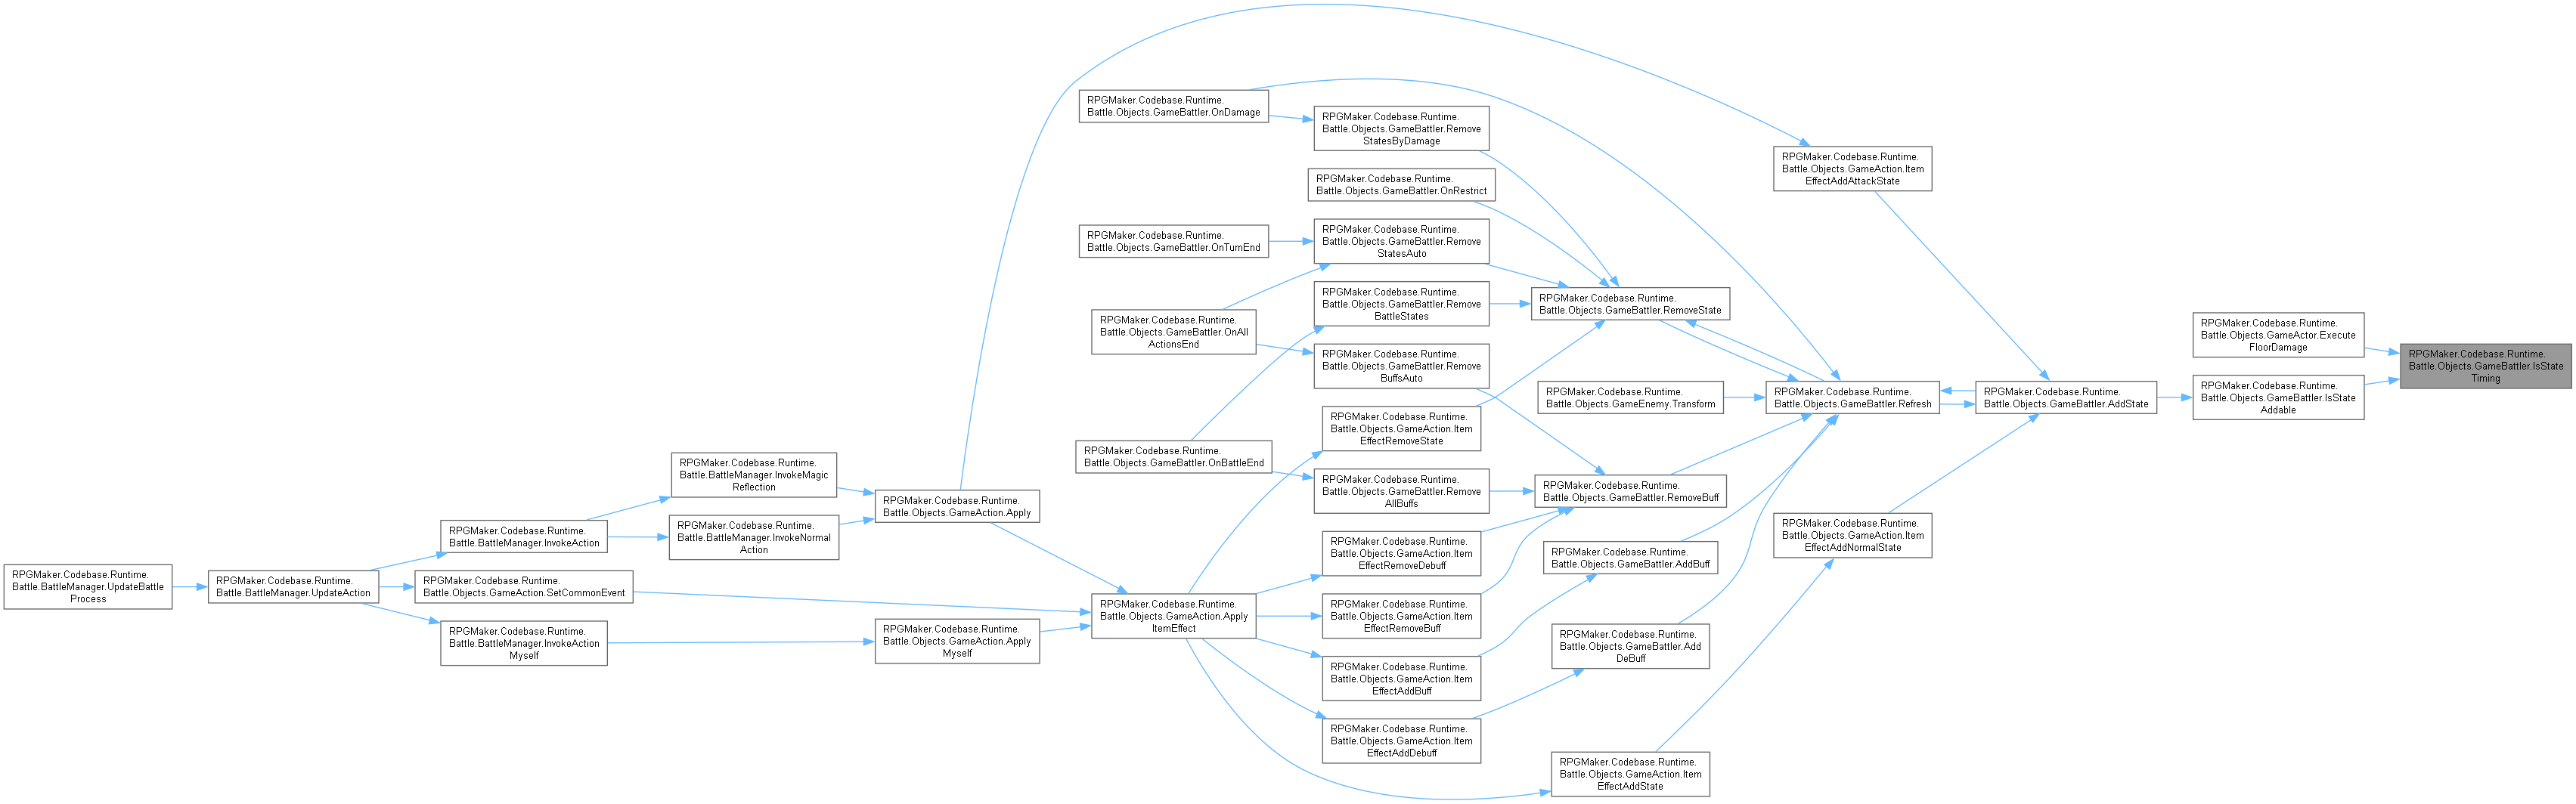 RPGMaker.Codebase.Runtime.
Battle.BattleManager.UpdateBattle
Process
RPGMaker.Codebase.Runtime.
Battle.BattleManager.UpdateAction
RPGMaker.Codebase.Runtime.
Battle.BattleManager.InvokeAction
RPGMaker.Codebase.Runtime.
Battle.Objects.GameAction.SetCommonEvent
RPGMaker.Codebase.Runtime.
Battle.BattleManager.InvokeAction
Myself
RPGMaker.Codebase.Runtime.
Battle.BattleManager.InvokeMagic
Reflection
RPGMaker.Codebase.Runtime.
Battle.BattleManager.InvokeNormal
Action
RPGMaker.Codebase.Runtime.
Battle.Objects.GameAction.Apply
RPGMaker.Codebase.Runtime.
Battle.Objects.GameAction.Apply
Myself
RPGMaker.Codebase.Runtime.
Battle.Objects.GameBattler.OnDamage
RPGMaker.Codebase.Runtime.
Battle.Objects.GameBattler.OnTurnEnd
RPGMaker.Codebase.Runtime.
Battle.Objects.GameBattler.OnAll
ActionsEnd
RPGMaker.Codebase.Runtime.
Battle.Objects.GameBattler.OnBattleEnd
RPGMaker.Codebase.Runtime.
Battle.Objects.GameAction.Apply
ItemEffect
RPGMaker.Codebase.Runtime.
Battle.Objects.GameBattler.Remove
StatesByDamage
RPGMaker.Codebase.Runtime.
Battle.Objects.GameBattler.OnRestrict
RPGMaker.Codebase.Runtime.
Battle.Objects.GameBattler.Remove
StatesAuto
RPGMaker.Codebase.Runtime.
Battle.Objects.GameBattler.Remove
BattleStates
RPGMaker.Codebase.Runtime.
Battle.Objects.GameBattler.Remove
BuffsAuto
RPGMaker.Codebase.Runtime.
Battle.Objects.GameAction.Item
EffectRemoveState
RPGMaker.Codebase.Runtime.
Battle.Objects.GameBattler.Remove
AllBuffs
RPGMaker.Codebase.Runtime.
Battle.Objects.GameAction.Item
EffectRemoveDebuff
RPGMaker.Codebase.Runtime.
Battle.Objects.GameAction.Item
EffectRemoveBuff
RPGMaker.Codebase.Runtime.
Battle.Objects.GameAction.Item
EffectAddBuff
RPGMaker.Codebase.Runtime.
Battle.Objects.GameAction.Item
EffectAddDebuff
RPGMaker.Codebase.Runtime.
Battle.Objects.GameBattler.RemoveState
RPGMaker.Codebase.Runtime.
Battle.Objects.GameEnemy.Transform
RPGMaker.Codebase.Runtime.
Battle.Objects.GameBattler.RemoveBuff
RPGMaker.Codebase.Runtime.
Battle.Objects.GameBattler.AddBuff
RPGMaker.Codebase.Runtime.
Battle.Objects.GameBattler.Add
DeBuff
RPGMaker.Codebase.Runtime.
Battle.Objects.GameAction.Item
EffectAddState
RPGMaker.Codebase.Runtime.
Battle.Objects.GameAction.Item
EffectAddAttackState
RPGMaker.Codebase.Runtime.
Battle.Objects.GameBattler.Refresh
RPGMaker.Codebase.Runtime.
Battle.Objects.GameAction.Item
EffectAddNormalState
RPGMaker.Codebase.Runtime.
Battle.Objects.GameBattler.AddState
RPGMaker.Codebase.Runtime.
Battle.Objects.GameActor.Execute
FloorDamage
RPGMaker.Codebase.Runtime.
Battle.Objects.GameBattler.IsState
Addable
RPGMaker.Codebase.Runtime.
Battle.Objects.GameBattler.IsState
Timing